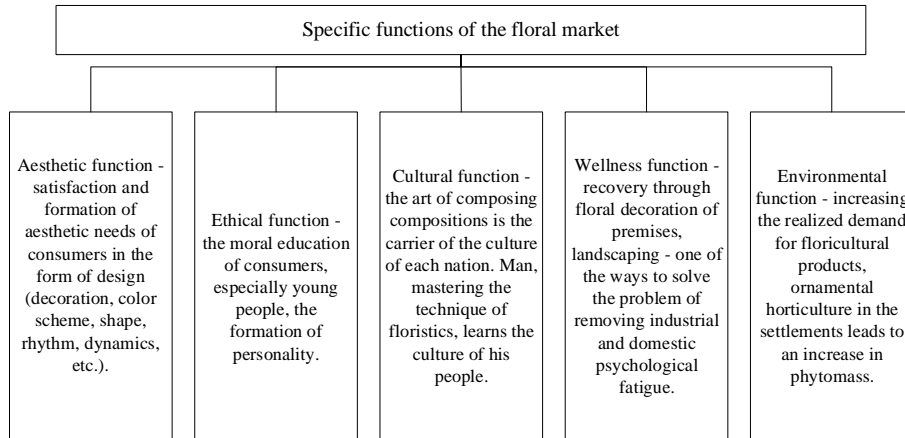 Specific functions of the floral market
Aesthetic function -
satisfaction and
formation of
aesthetic needs of
consumers in the
form of design
(decoration, color
scheme, shape,
rhythm, dynamics,
etc.).
Ethical function -
the moral education
of consumers,
especially young
people, the
formation of
personality.
Cultural function -
the art of composing
compositions is the
carrier of the culture
of each nation. Man,
mastering the
technique of
floristics, learns the
culture of his
people.
Wellness function -
recovery through
floral decoration of
premises,
landscaping - one of
the ways to solve
the problem of
removing industrial
and domestic
psychological
fatigue.
Environmental
function - increasing
the realized demand
for floricultural
products,
ornamental
horticulture in the
settlements leads to
an increase in
phytomass.